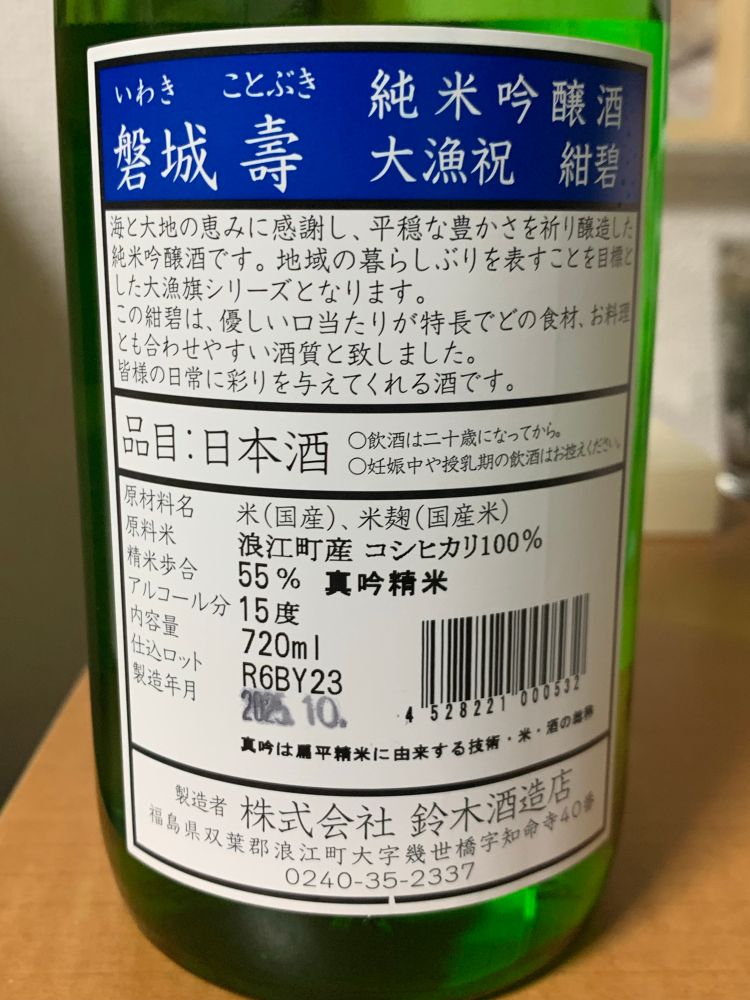 いわき ことぶき
磐城 壽
純米吟醸酒
大漁祝 紺碧
海と大地の恵みに感謝し、平穏な豊かさを祈り醸造した
純米吟醸酒です。地域の暮らしぶりを表すことを目標と
した大漁旗シリーズとなります。
この紺碧は、優しい口当たりが特長でどの食材、お料理
とも合わせやすい酒質と致しました。
皆様の日常に彩りを与えてくれる酒です。
品目:日本酒
○飲酒は二十歳になってから。
○妊娠中や授乳期の飲酒はお控えください。
原材料名 米(国産)、米麹(国産米)
原料米 浪江町産 コシヒカリ100%
精米歩合 55% 真吟精米
アルコール分 15度
内容量 720ml
仕込ロット R6BY23
製造年月 2025.10.
4 528221 000532
真吟は扁平精米に由来する技術・米・酒の総称
製造者 株式会社 鈴木酒造店
福島県双葉郡浪江町大字幾世橋字知命寺40番
0240-35-2337